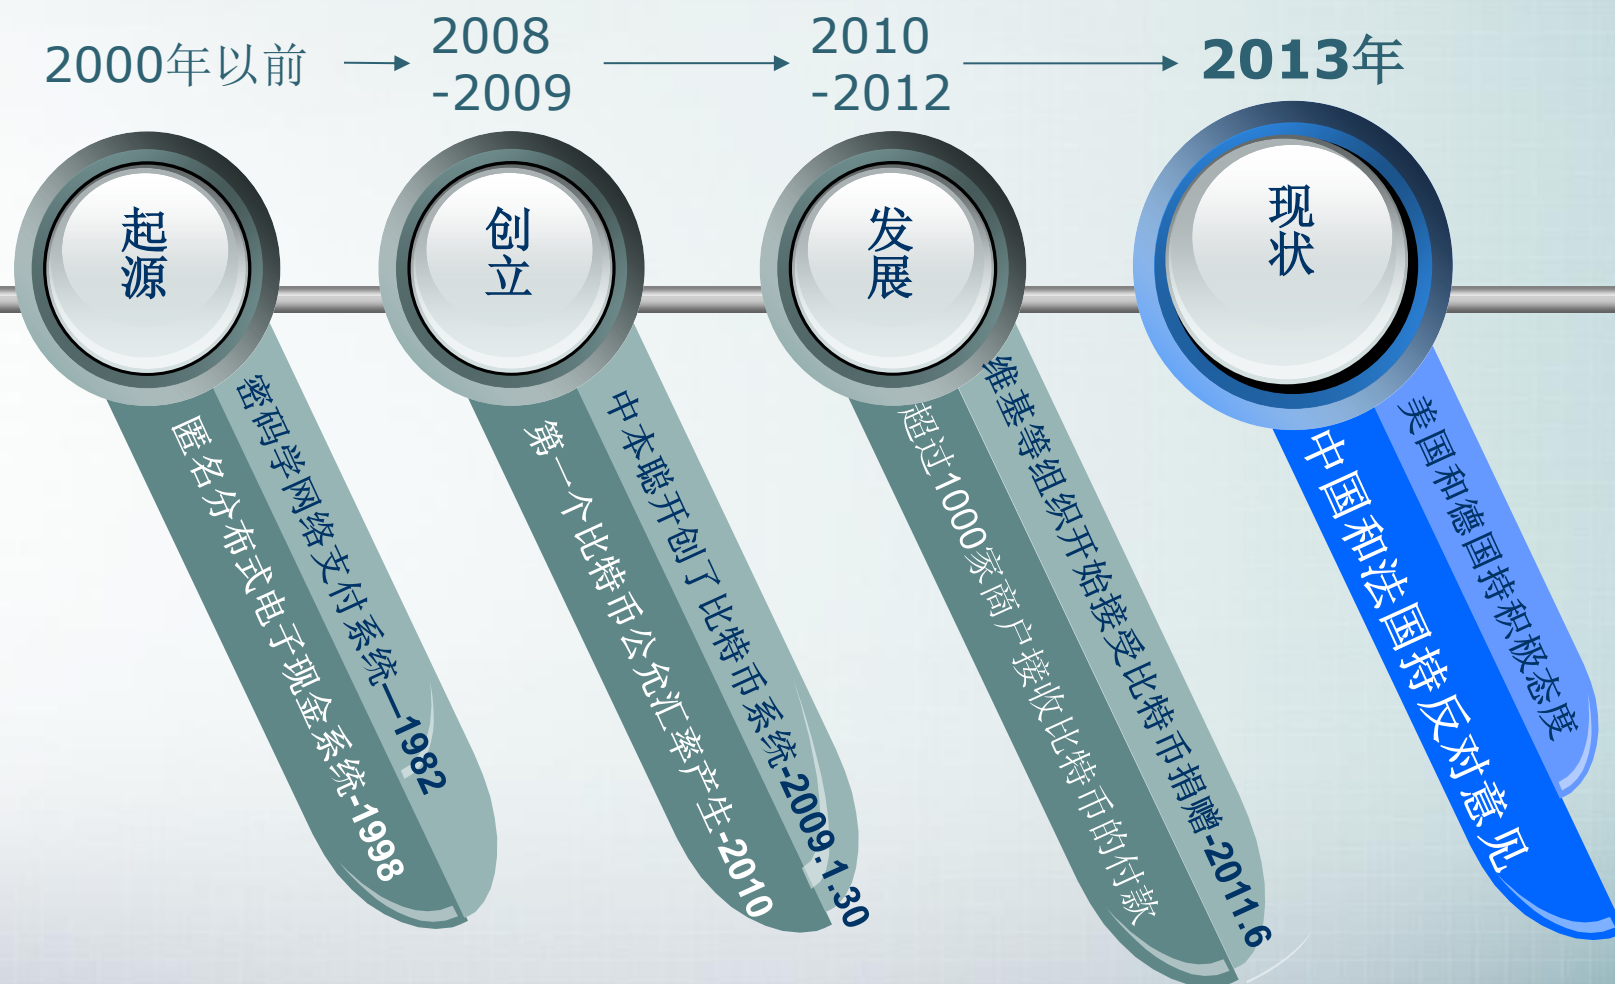 2000年以前
2008
-2009
2010
-2012
2013年
起源
创立
发展
现状
密码学网络支付系统—1982
匿名分布式电子现金系统-1998
中本聪开创了比特币系统-2009.1.30
第一个比特币公允汇率产生-2010
维基等组织开始接受比特币捐赠-2011.6
超过1000家商户接收比特币的付款
美国和德国持积极态度
中国和法国持反对意见